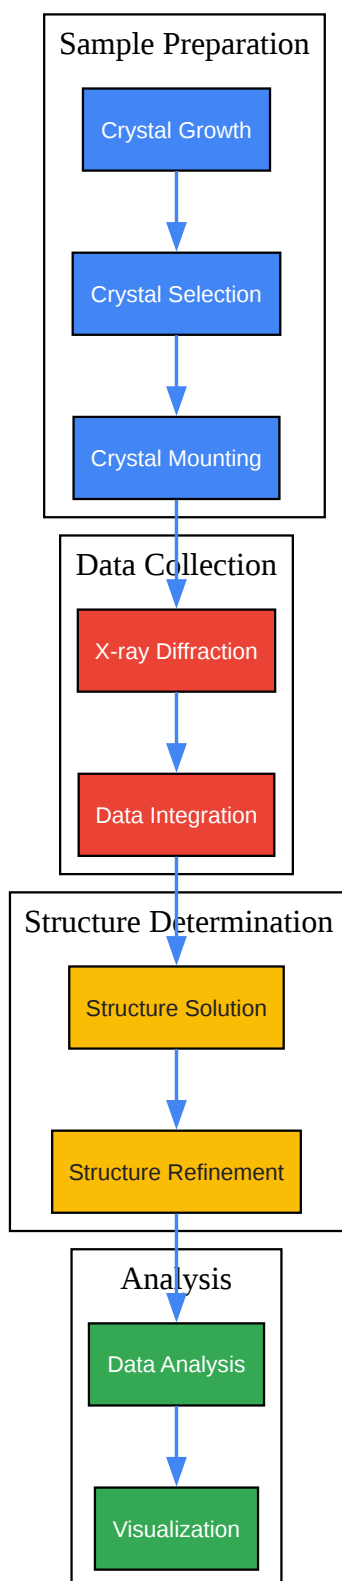 Sample Preparation
Crystal Growth
Crystal Selection
Crystal Mounting
Data Collection
X-ray Diffraction
Data Integration
Structure Determination
Structure Solution
Structure Refinement
Analysis
Data Analysis
Visualization